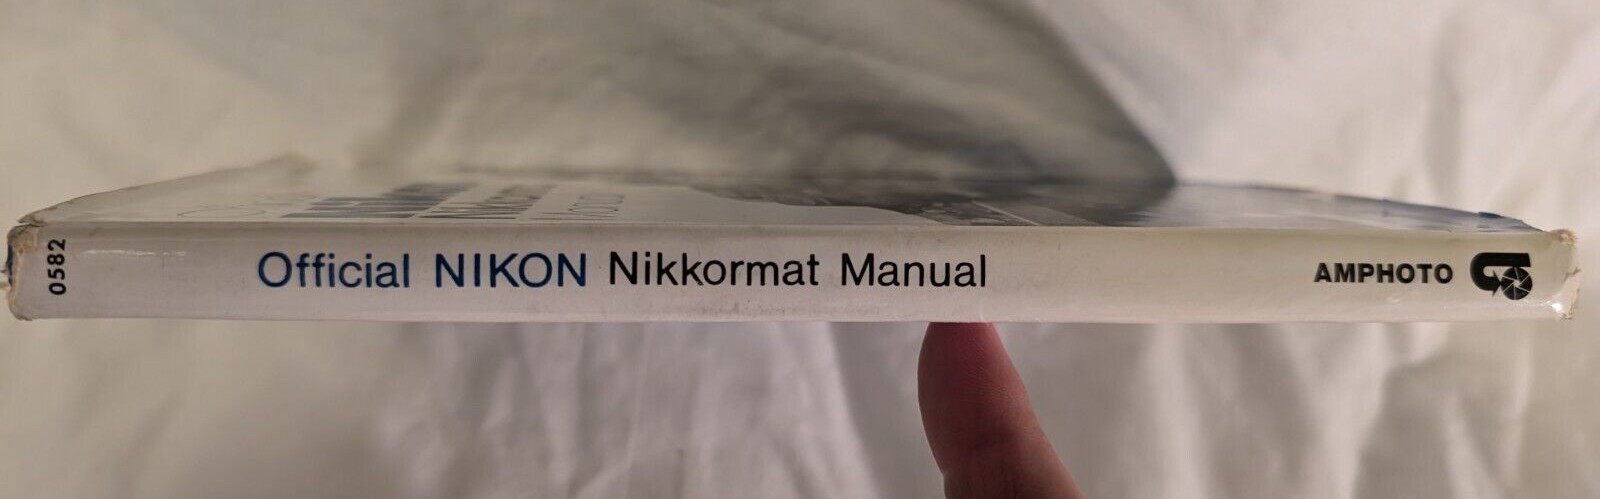 0582
Official NIKON Nikkormat Manual
AMPHOTO